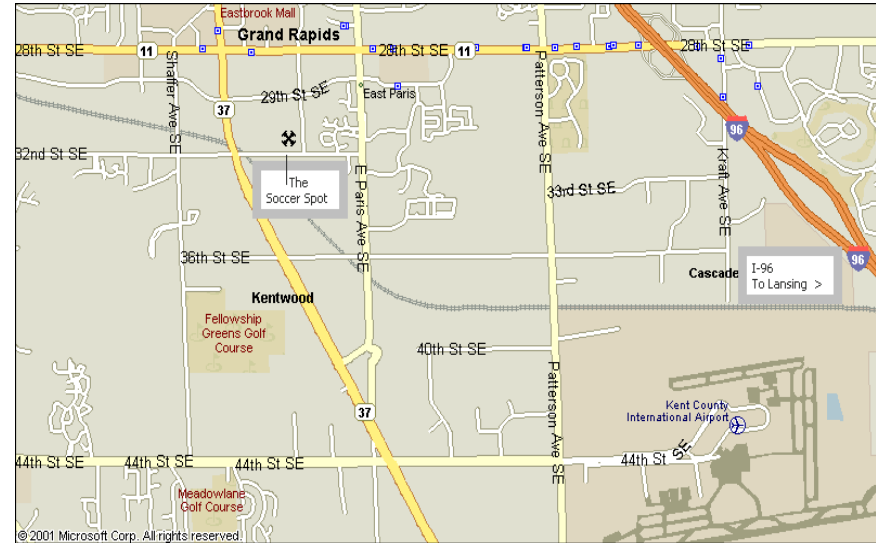 Eastbrook Mall
Grand Rapids
28th St SE
11
28th St SE
11
28th St SE
Shaffer Ave SE
Patterson Ave SE
29th St SE
East Paris
37
96
32nd St SE
The
Soccer Spot
E Paris Ave SE
33rd St SE
Kraft Ave SE
36th St SE
96
Cascade
I-96
To Lansing >
Kentwood
Fellowship
Greens Golf
Course
40th St SE
Patterson Ave SE
37
Kent County
International Airport
44th St SE
44th St SE
44th St SE
44th St SE
Meadowlane
Golf Course
© 2001 Microsoft Corp. All rights reserved.